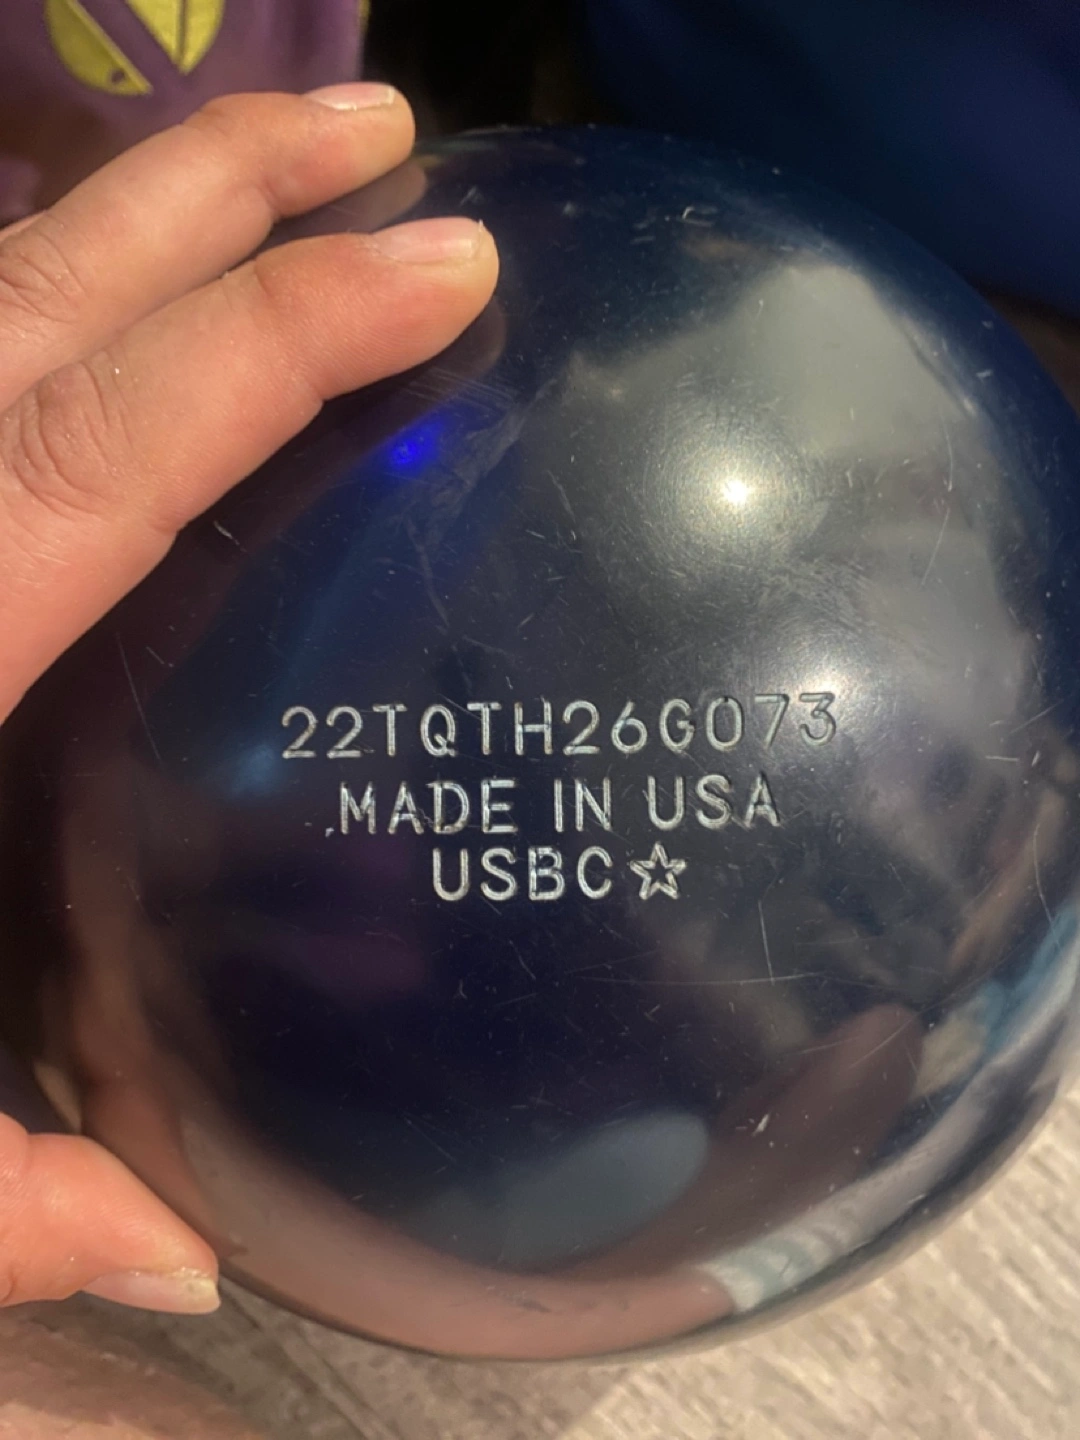 22TQTH26G073
MADE IN USA
USBC☆